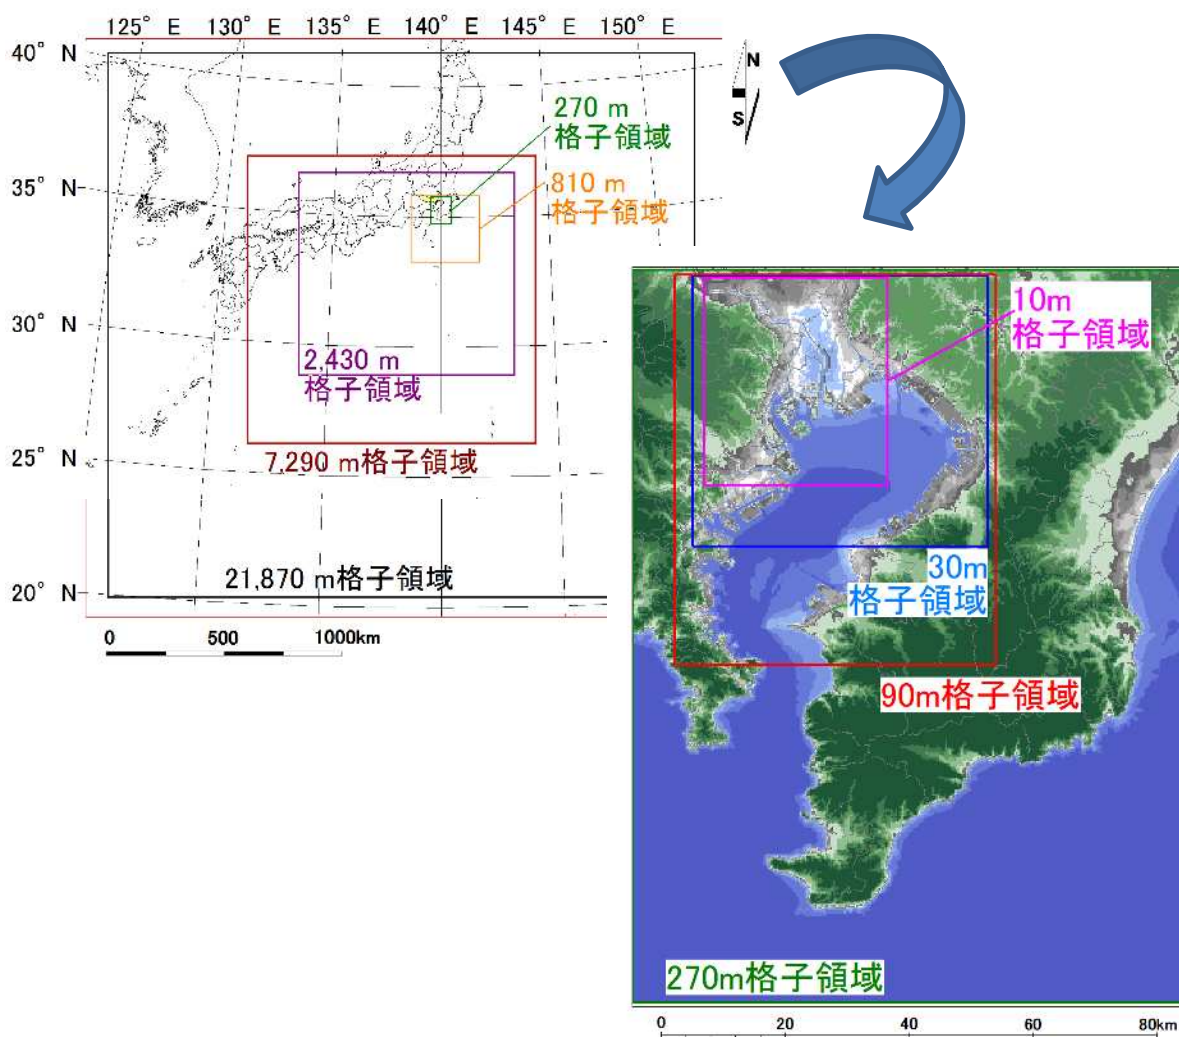 125° E 130° E 135° E 140° E 145° E 150° E
40° N
N
S
270 m
格子領域
810 m
格子領域
35° N
30° N
2,430 m
格子領域
25° N
7,290 m格子領域
21,870 m格子領域
20° N
0 500 1000km
10m
格子領域
30m
格子領域
90m格子領域
270m格子領域
0 20 40 60 80km